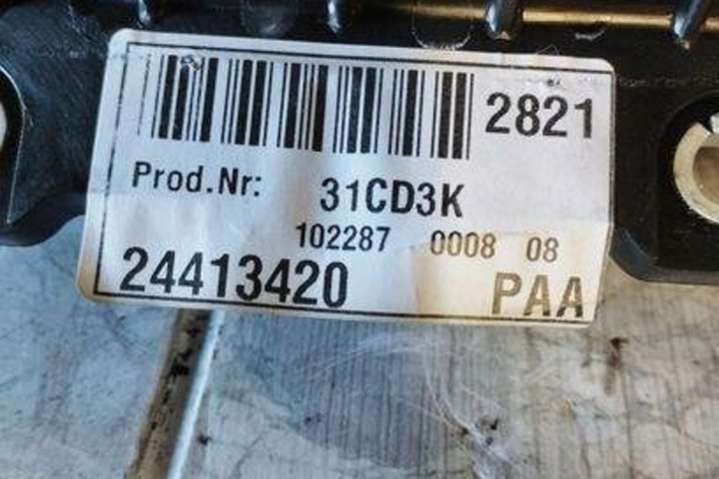 2821
Prod.Nr: 31CD3K
102287 0008 08
24413420 PAA